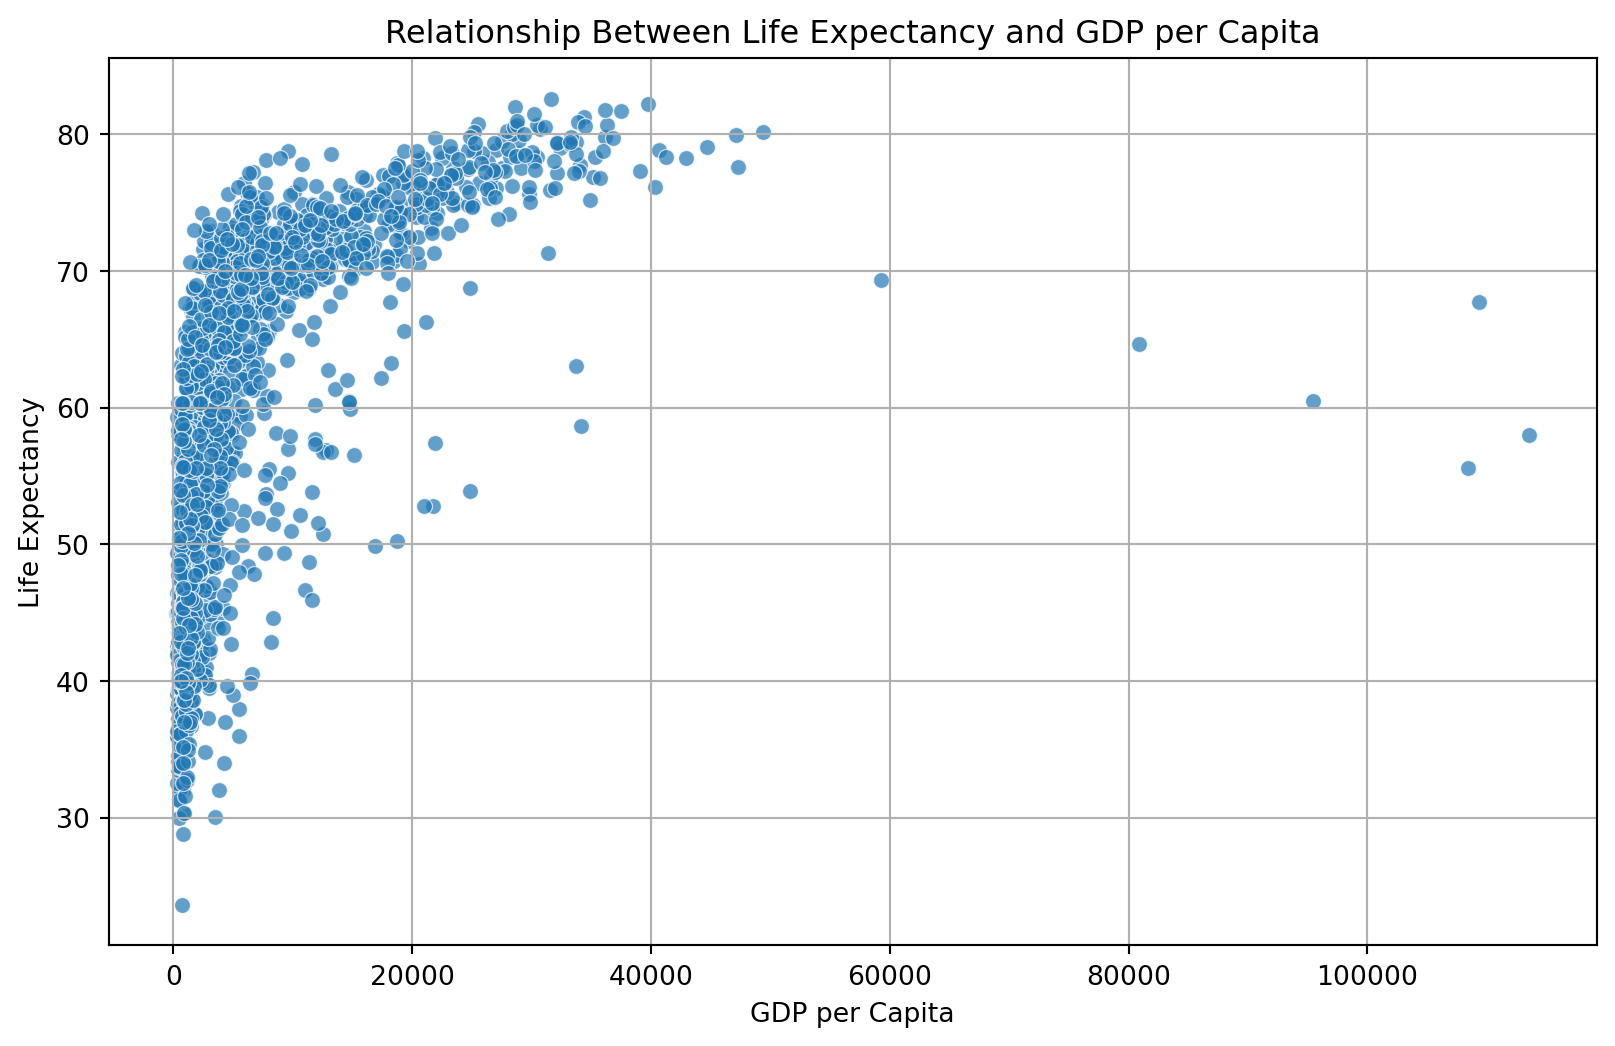 Relationship Between Life Expectancy and GDP per Capita
Life Expectancy
80
70
60
50
40
30
0 20000 40000 60000 80000 100000
GDP per Capita